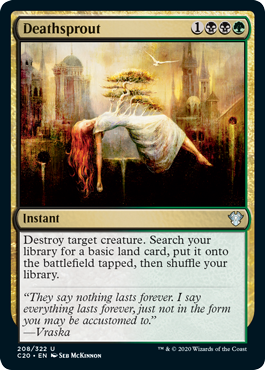 Deathsprout 1
Instant
Destroy target creature. Search your
library for a basic land card, put it onto
the battlefield tapped, then shuffle your
library.
“They say nothing lasts forever. I say
everything lasts forever, just not in the form
you may be accustomed to.”
—Vraska
208/322 U
C20 • EN Seb McKinnon
™ & © 2020 Wizards of the Coast